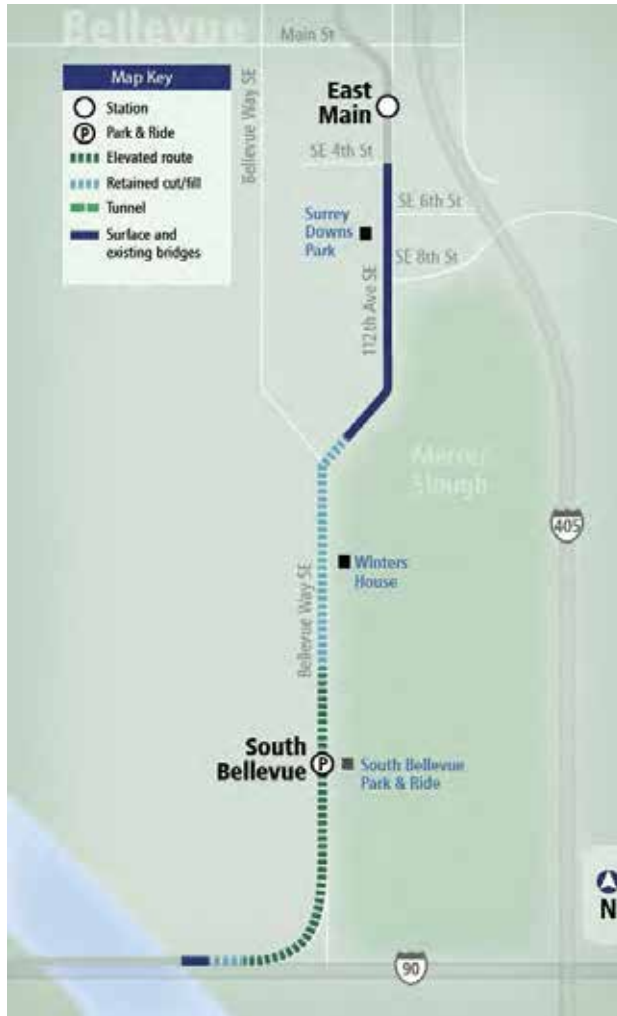 Bellevue
Main St
Map Key
Station
P
Park & Ride
Elevated route
Retained cut/fill
Tunnel
Surface and
existing bridges
Bellevue Way SE
East
Main
SE 4th St
SE 6th St
Surrey
Downs
Park
SE 8th St
112th Ave SE
Mercer
Slough
405
Winters
House
Bellevue Way SE
South
Bellevue
P
South Bellevue
Park & Ride
N
90